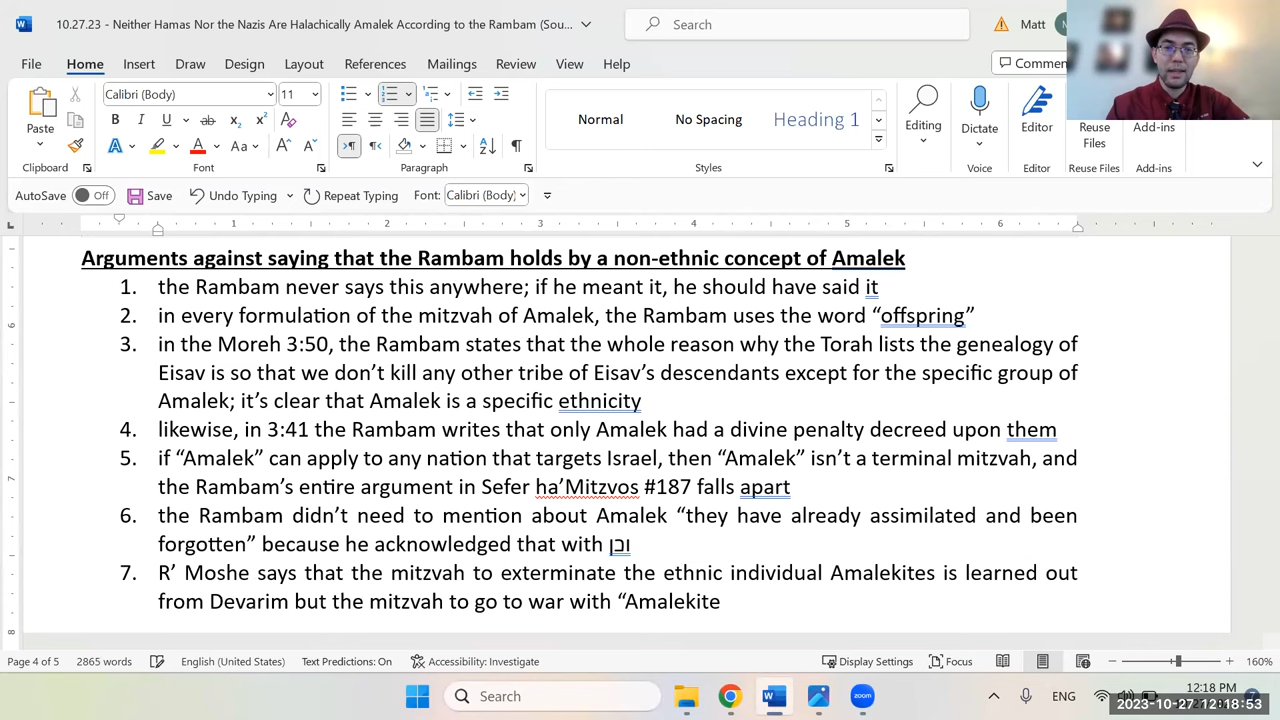 10.27.23 - Neither Hamas Nor the Nazis Are Halachically Amalek According to the Rambam (Sou...
Search
Matt
File Home Insert Draw Design Layout References Mailings Review View Help
Paste
Clipboard
Calibri (Body) 11
Font
Paragraph
Normal No Spacing Heading 1
Styles
Editing
Dictate
Voice
Editor
Editor
Reuse Files
Reuse Files
Add-ins
Add-ins
AutoSave Off Save Undo Typing Repeat Typing Font: Calibri (Body)
1 2 3 4 5 6
Arguments against saying that the Rambam holds by a non-ethnic concept of Amalek
1. the Rambam never says this anywhere; if he meant it, he should have said it
2. in every formulation of the mitzvah of Amalek, the Rambam uses the word “offspring”
3. in the Moreh 3:50, the Rambam states that the whole reason why the Torah lists the genealogy of
Eisav is so that we don’t kill any other tribe of Eisav’s descendants except for the specific group of
Amalek; it’s clear that Amalek is a specific ethnicity
4. likewise, in 3:41 the Rambam writes that only Amalek had a divine penalty decreed upon them
5. if “Amalek” can apply to any nation that targets Israel, then “Amalek” isn’t a terminal mitzvah, and
the Rambam’s entire argument in Sefer ha’Mitzvos #187 falls apart
6. the Rambam didn’t need to mention about Amalek “they have already assimilated and been
forgotten” because he acknowledged that with וכן
7. R’ Moshe says that the mitzvah to exterminate the ethnic individual Amalekites is learned out
from Devarim but the mitzvah to go to war with “Amalekite
Page 4 of 5 2865 words English (United States) Text Predictions: On Accessibility: Investigate Display Settings Focus 160%
Search
ENG
12:18 PM
2023-10-27 12:18:53